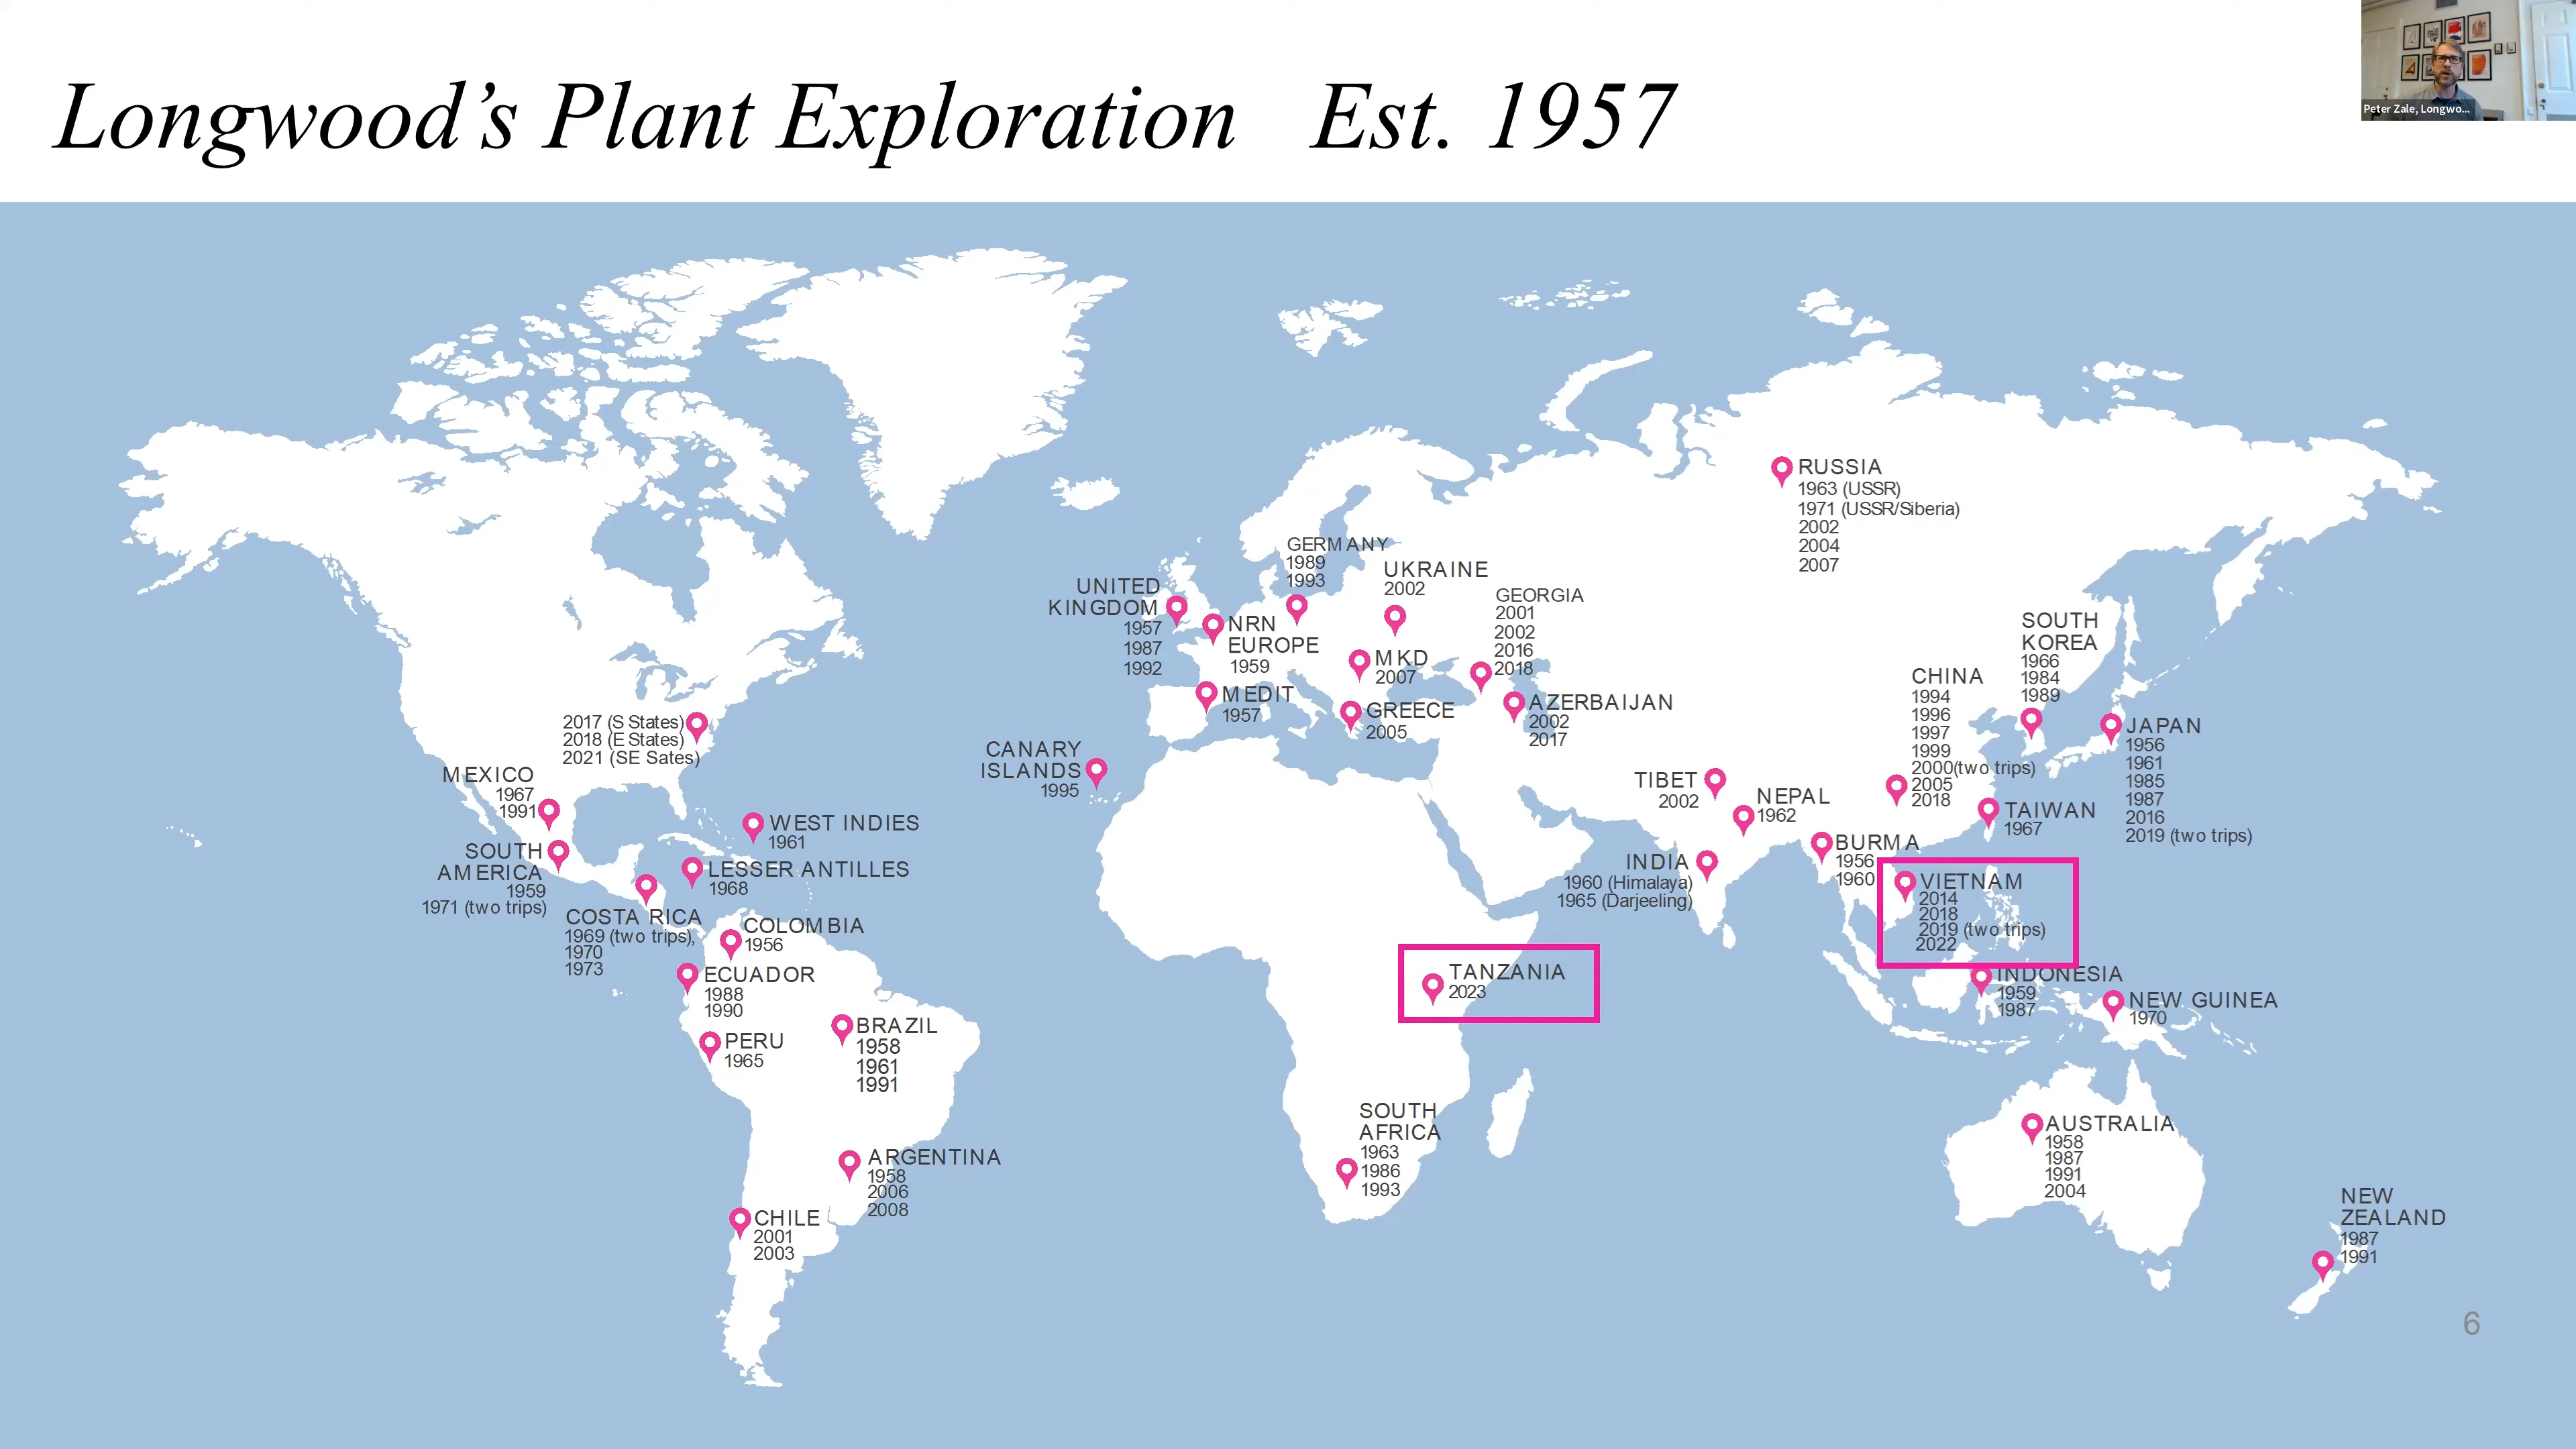 Longwood's Plant Exploration Est. 1957
Peter Zale, Longwo...
RUSSIA
1963 (USSR)
1971 (USSR/Siberia)
2002
2004
2007
GERMANY
1989
1993
UKRAINE
2002
GEORGIA
2001
2002
2016
2018
UNITED
KINGDOM
1957
1987
1992
NRN
EUROPE
1959
MKD
2007
MEDIT
1957
GREECE
2005
AZERBAIJAN
2002
2017
SOUTH
KOREA
1966
1984
1989
CHINA
1994
1996
1997
1999
2000(two trips)
2005
2018
JAPAN
1956
1961
1985
1987
2016
2019 (two trips)
2017 (S States)
2018 (E States)
2021 (SE Sates)
MEXICO
1967
1991
CANARY
ISLANDS
1995
TIBET
2002
NEPAL
1962
TAIWAN
1967
WEST INDIES
1961
SOUTH
AMERICA
1959
1971 (two trips)
LESSER ANTILLES
1968
INDIA
1960 (Himalaya)
1965 (Darjeeling)
BURMA
1956
1960
VIETNAM
2014
2018
2019 (two trips)
2022
COSTA RICA
1969 (two trips),
1970
1973
COLOMBIA
1956
ECUADOR
1988
1990
TANZANIA
2023
INDONESIA
1959
1987
NEW GUINEA
1970
PERU
1965
BRAZIL
1958
1961
1991
SOUTH
AFRICA
1963
1986
1993
AUSTRALIA
1958
1987
1991
2004
ARGENTINA
1958
2006
2008
CHILE
2001
2003
NEW
ZEALAND
1987
1991
6